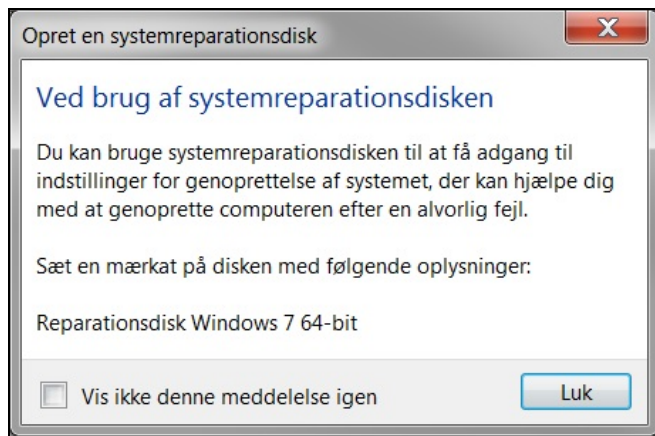 Opret en systemreparationsdisk
Ved brug af systemreparationsdisken
Du kan bruge systemreparationsdisken til at få adgang til
indstillinger for genoprettelse af systemet, der kan hjælpe dig
med at genoprette computeren efter en alvorlig fejl.
Sæt en mærkat på disken med følgende oplysninger:
Reparationsdisk Windows 7 64-bit
Vis ikke denne meddelelse igen
Luk